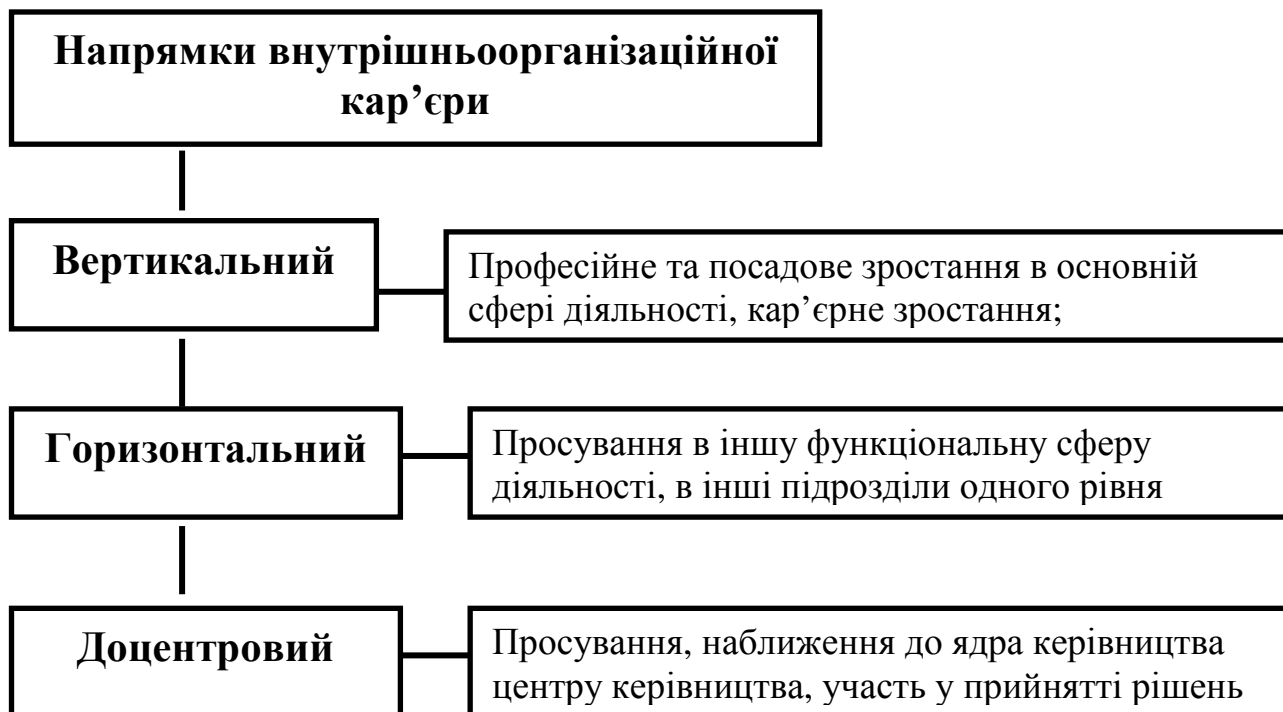 Напрямки внутрішньоорганізаційної
кар’єри
Вертикальний
Професійне та посадове зростання в основній
сфері діяльності, кар’єрне зростання;
Горизонтальний
Просування в іншу функціональну сферу
діяльності, в інші підрозділи одного рівня
Доцентровий
Просування, наближення до ядра керівництва
центру керівництва, участь у прийнятті рішень